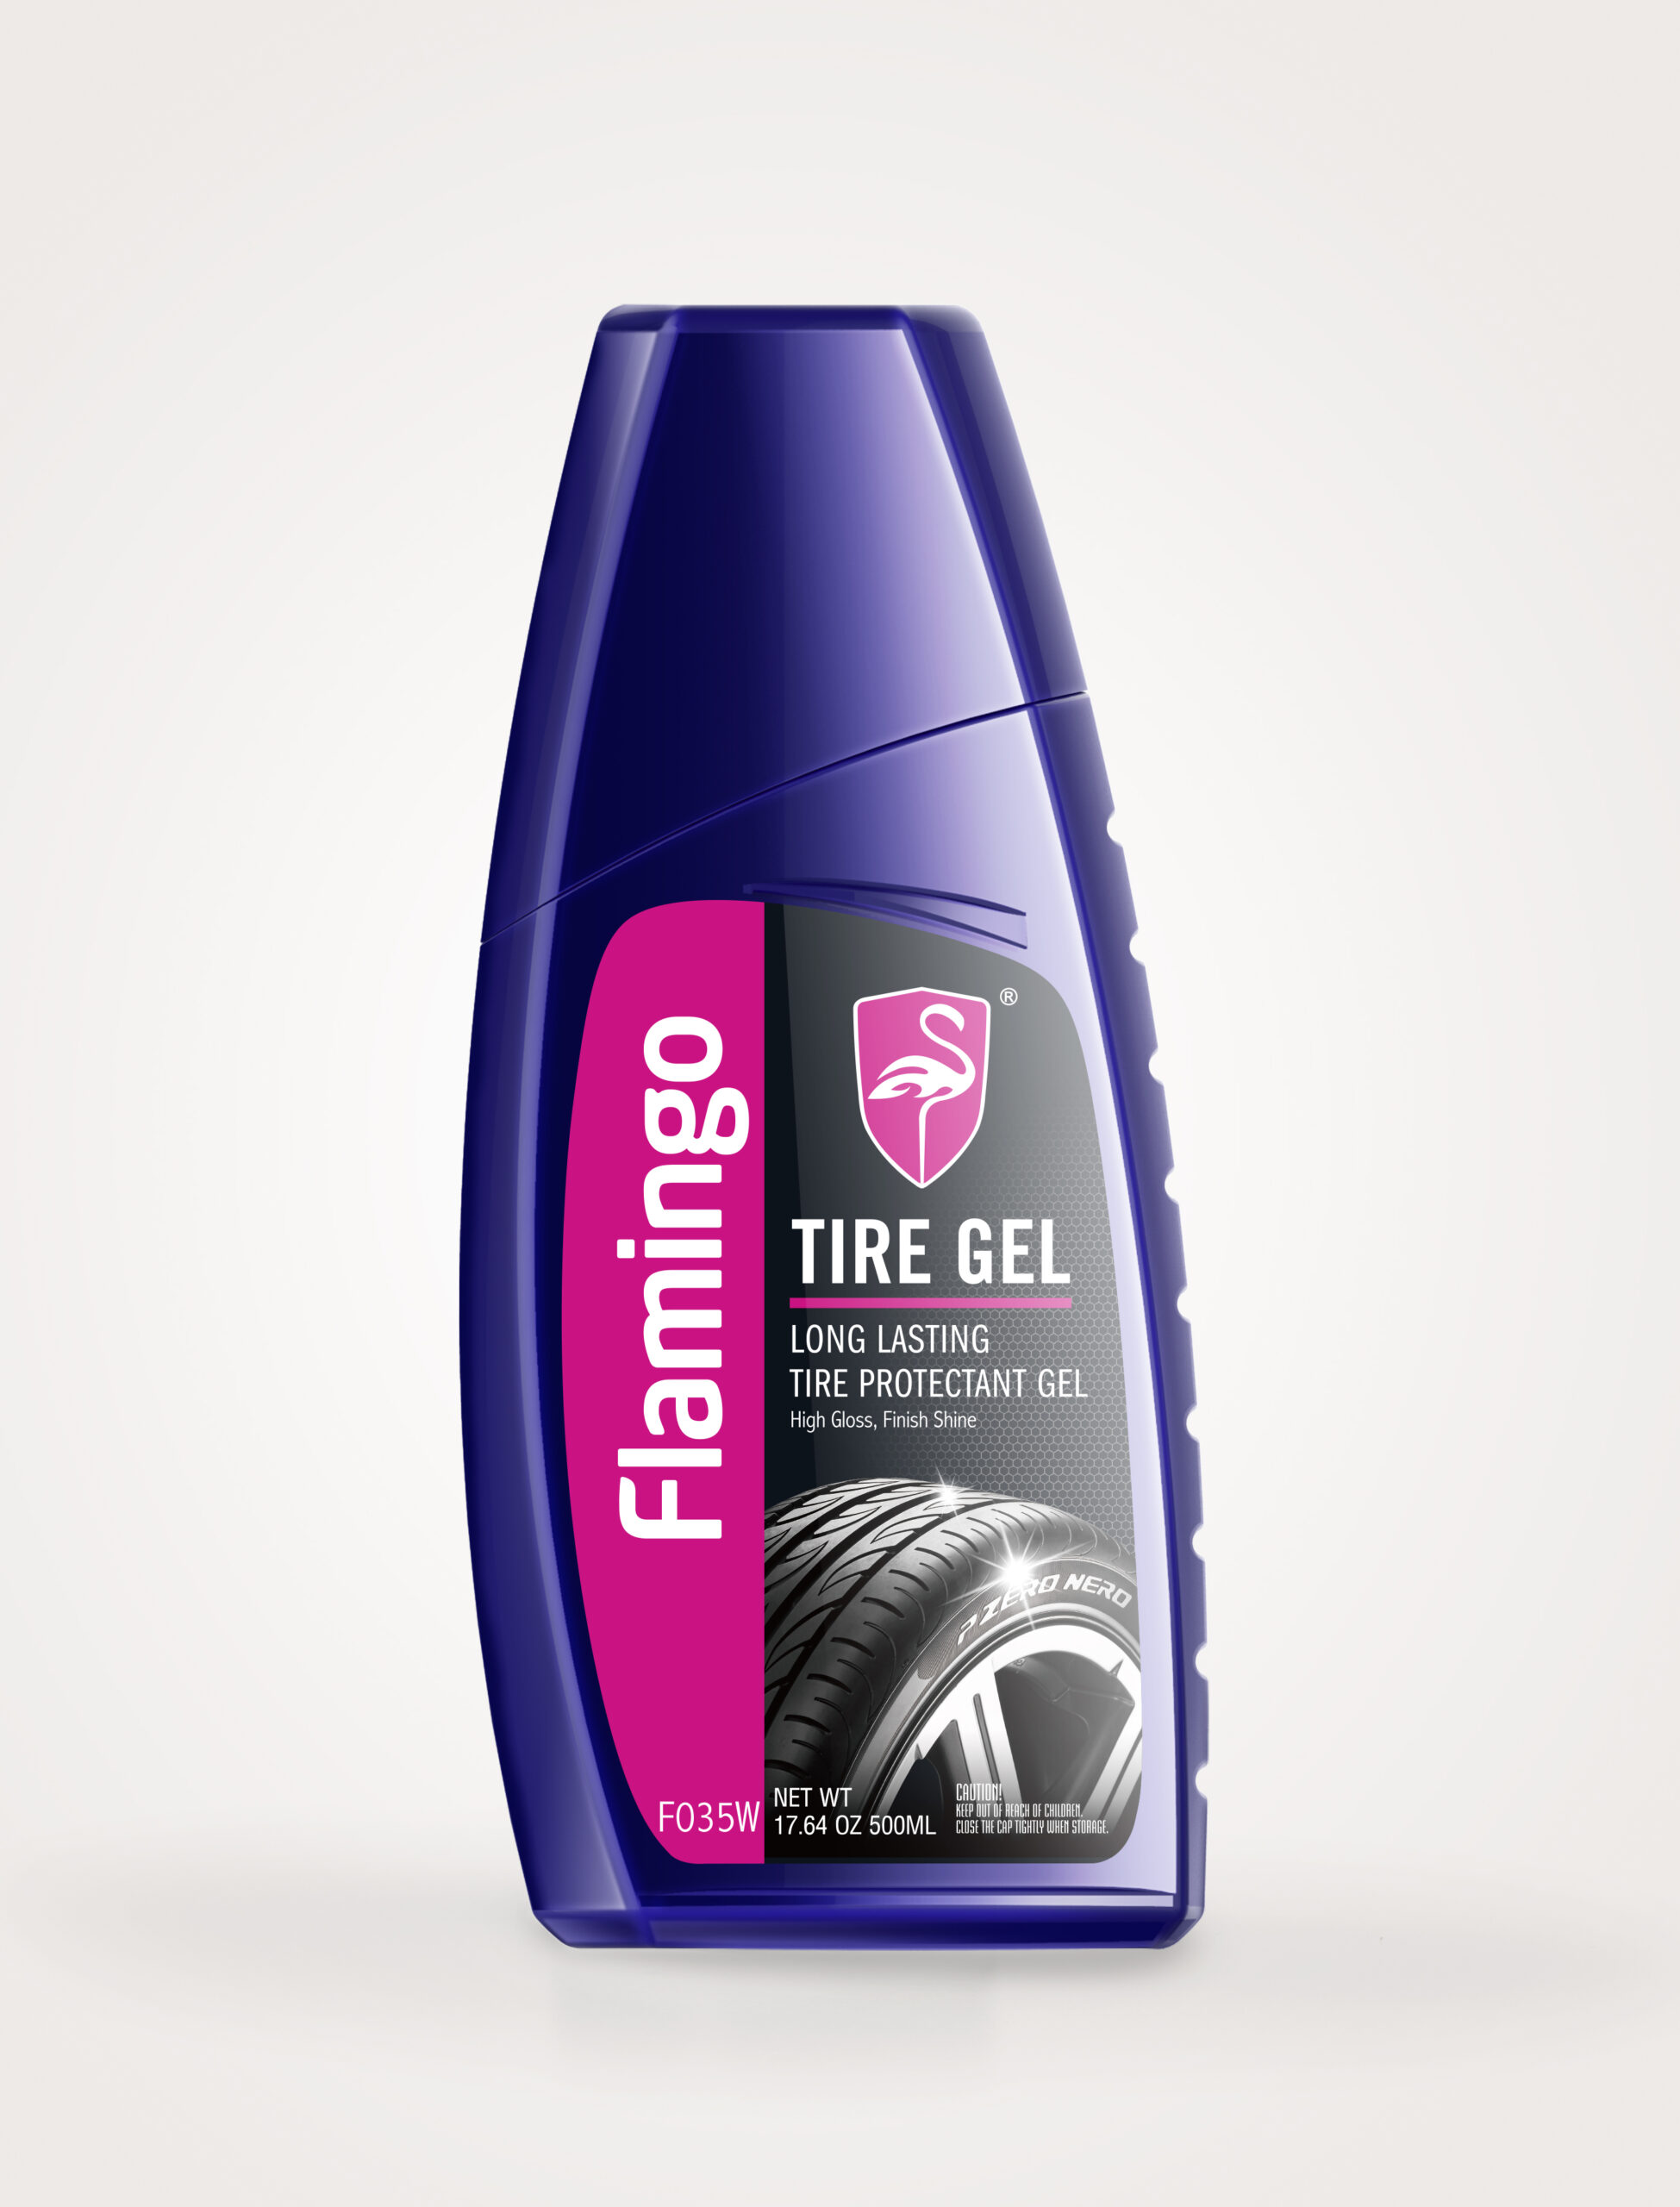 Flamingo
®
TIRE GEL
LONG LASTING
TIRE PROTECTANT GEL
High Gloss, Finish Shine
P ZERO NERO
F035W
NET WT
17.64 OZ 500ML
CAUTION!
KEEP OUT OF REACH OF CHILDREN.
CLOSE THE CAP TIGHTLY WHEN STORAGE.